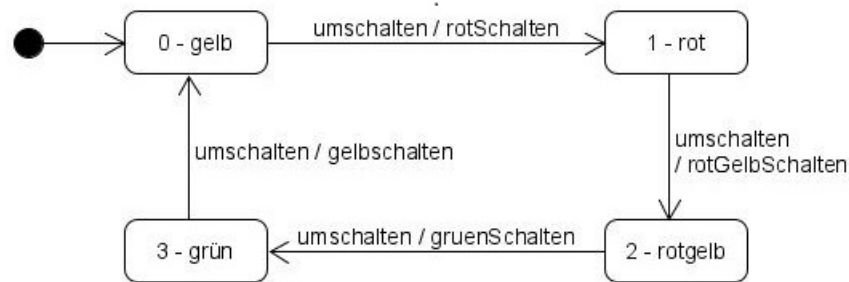 0 - gelb
umschalten / rotSchalten
1 - rot
umschalten / gelbschalten
umschalten
/ rotGelbSchalten
3 - grün
umschalten / gruenSchalten
2 - rotgelb